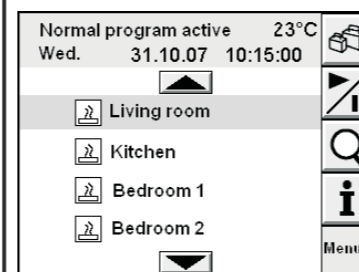 Normal program active 23°C
Wed. 31.10.07 10:15:00
Living room
Kitchen
Bedroom 1
Bedroom 2
i
Menu